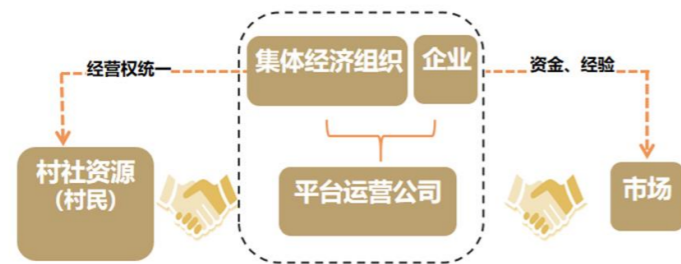 集体经济组织
企业
经营权统一
资金、经验
村社资源
(村民)
平台运营公司
市场